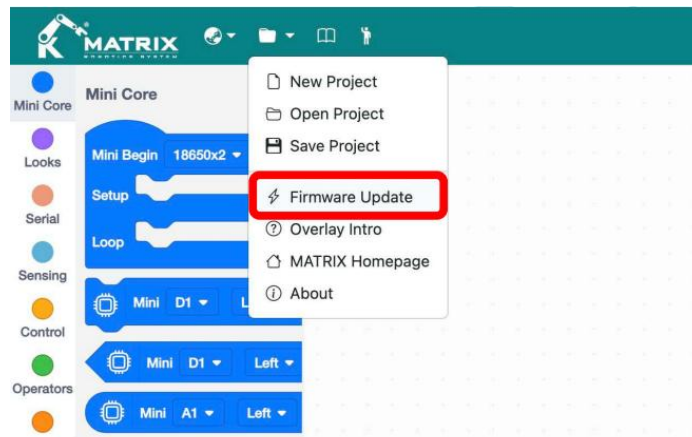 MATRIX
ROBOTICS SYSTEM
Mini Core
Looks
Serial
Sensing
Control
Operators
Mini Core
Mini Begin 18650x2
Setup
Loop
Mini D1 L
Mini D1 Left
Mini A1 Left
New Project
Open Project
Save Project
Firmware Update
Overlay Intro
MATRIX Homepage
About